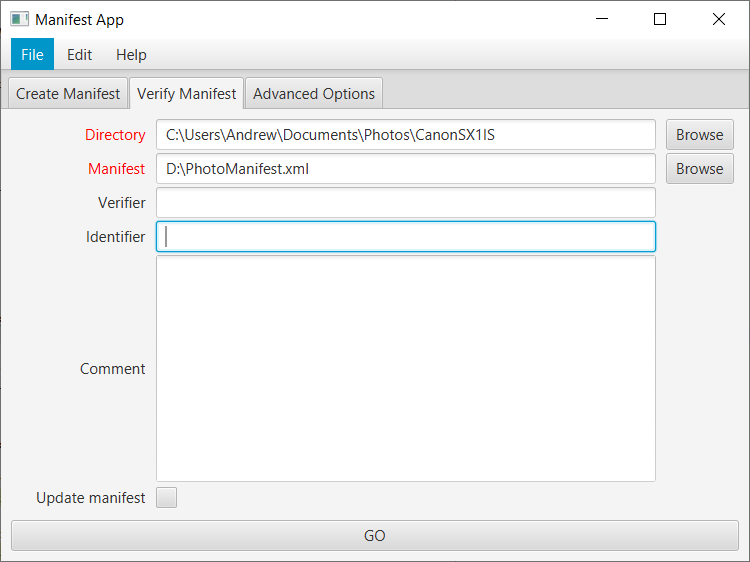 Manifest App
File Edit Help
Create Manifest Verify Manifest Advanced Options
Directory C:\Users\Andrew\Documents\Photos\CanonSX1IS Browse
Manifest D:\PhotoManifest.xml Browse
Verifier
Identifier
Comment
Update manifest
GO